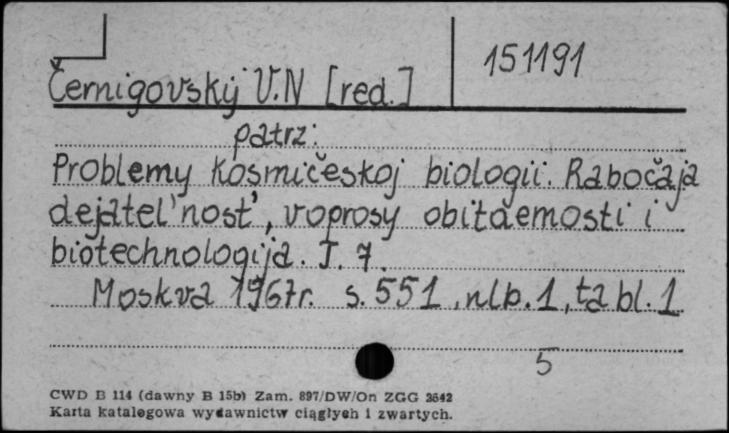 151191
Černigovskij V.N [red.]
patrz:
Problemy kosmičeskoj biologii. Rabočaja
dejatel'nost', voprosy obitaemosti i
biotechnologija. T. 7.
Moskva 1967r. s. 551, nlb. 1, tabl. 1
5
CWD B 114 (dawny B 15b) Zam. 897/DW/On ZGG 3642
Karta katalogowa wydawnictw ciągłych i zwartych.